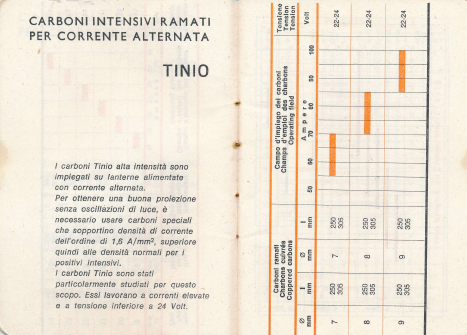 CARBONI INTENSIVI RAMATI
PER CORRENTE ALTERNATA
TINIO
I carboni Tinio alta intensità sono
impiegati su lanterne alimentate
con corrente alternata.
Per ottenere una buona proiezione
senza oscillazioni di luce, è
necessario usare carboni speciali
che sopportino densità di corrente
dell'ordine di 1,6 A/mm², superiore
quindi alle densità normali per i
positivi intensivi.
I carboni Tinio sono stati
particolarmente studiati per questo
scopo. Essi lavorano a correnti elevate
e a tensione inferiore a 24 Volt.
Carboni ramati
Charbons cuivrés
Coppered carbons
Campo d'impiego dei carboni
Champs d'emploi des charbons
Operating field
Tensione
Tension
Tension
Ø
mm
I
mm
Ø
mm
I
mm
Ampere
50
60
70
80
90
100
Volt
7
250
305
7
250
305
22-24
8
250
305
8
250
305
22-24
9
250
305
9
250
305
22-24